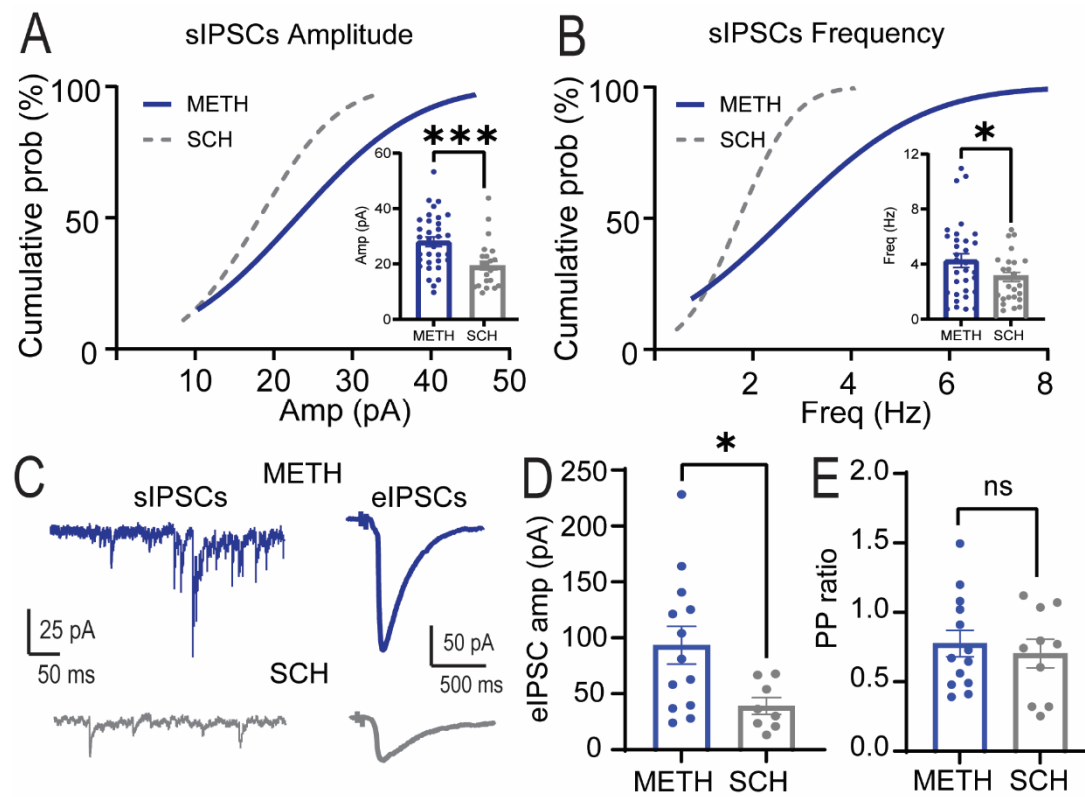 A
sIPSCs Amplitude
Cumulative prob (%)
100
50
0
METH
SCH
10
20
30
40
50
Amp (pA)
***
Amp (pA)
60
40
20
0
METH
SCH
B
sIPSCs Frequency
Cumulative prob (%)
100
50
0
METH
SCH
2
4
6
8
Freq (Hz)
*
Freq (Hz)
12
8
4
0
METH
SCH
C
METH
sIPSCs
eIPSCs
25 pA
50 ms
50 pA
500 ms
SCH
D
eIPSC amp (pA)
250
200
150
100
50
0
*
METH
SCH
E
PP ratio
2.0
1.5
1.0
0.5
0.0
ns
METH
SCH